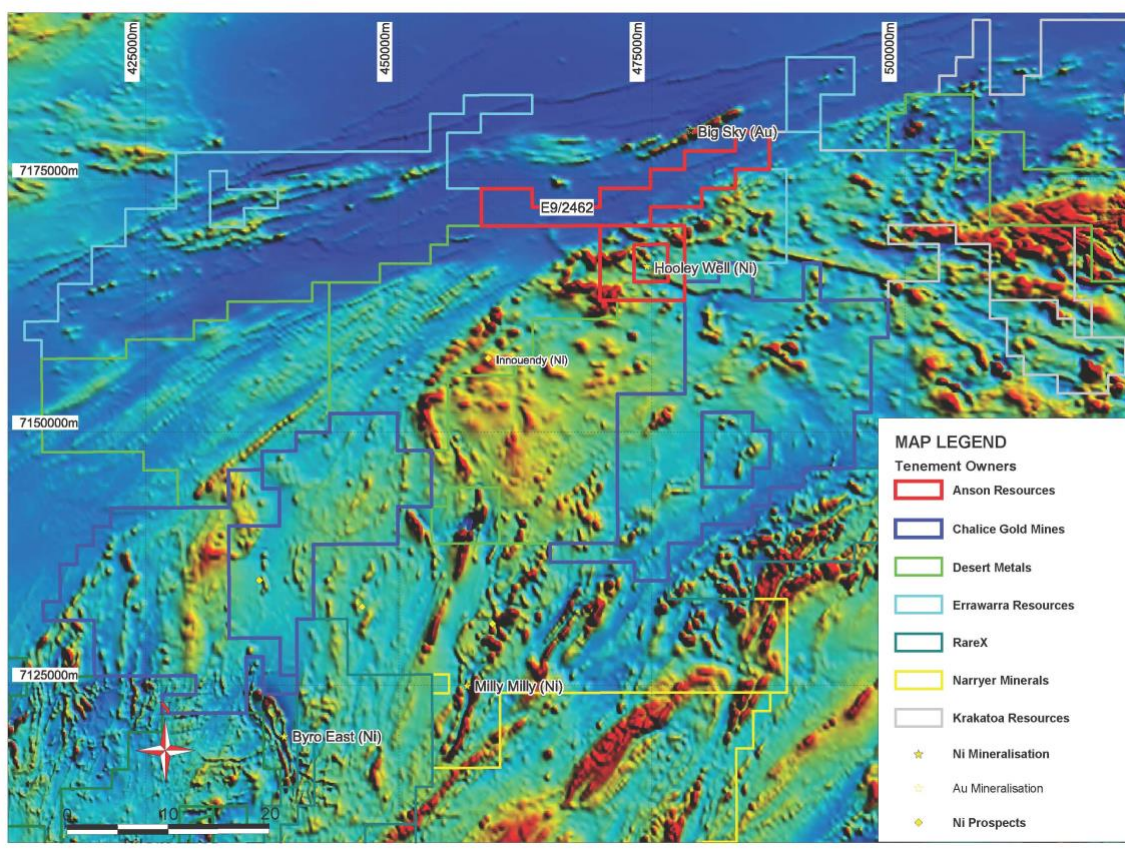 425000m
450000m
475000m
500000m
Big Sky (Au)
7175000m
E9/2462
Hooley Well (Ni)
Innouendy (Ni)
7150000m
MAP LEGEND
Tenement Owners
Anson Resources
Chalice Gold Mines
Desert Metals
Errawarra Resources
RareX
Narryer Minerals
Krakatoa Resources
Ni Mineralisation
Au Mineralisation
Ni Prospects
7125000m
Milly Milly (Ni)
Byro East (Ni)
0 10 20